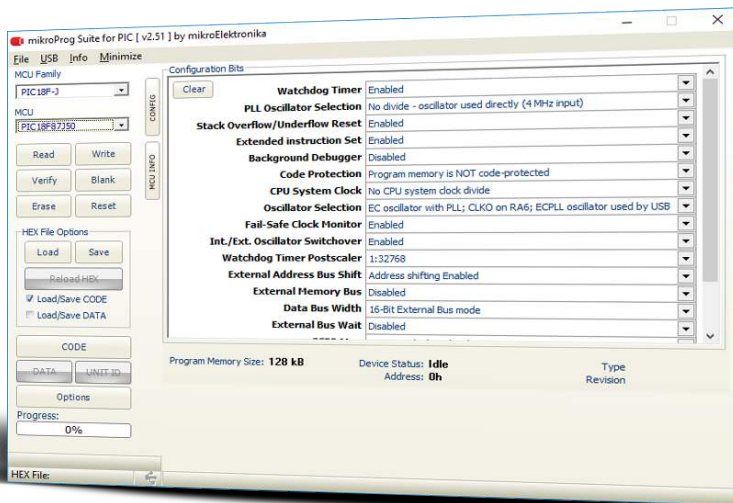 mikroProg Suite for PIC [ v2.51 ] by mikroElektronika
File USB Info Minimize
MCU Family
PIC18F-J
MCU
PIC18F87J50
Read Write
Verify Blank
Erase Reset
HEX File Options
Load Save
Reload HEX
Load/Save CODE
Load/Save DATA
CODE
DATA UNIT ID
Options
Progress:
0%
HEX File:
CONFIG
MCU INFO
Configuration Bits
Clear
Watchdog Timer Enabled
PLL Oscillator Selection No divide - oscillator used directly (4 MHz input)
Stack Overflow/Underflow Reset Enabled
Extended instruction Set Enabled
Background Debugger Disabled
Code Protection Program memory is NOT code-protected
CPU System Clock No CPU system clock divide
Oscillator Selection EC oscillator with PLL; CLKO on RA6; ECPLL oscillator used by USB
Fail-Safe Clock Monitor Enabled
Int./Ext. Oscillator Switchover Enabled
Watchdog Timer Postscaler 1:32768
External Address Bus Shift Address shifting Enabled
External Memory Bus Disabled
Data Bus Width 16-Bit External Bus mode
External Bus Wait Disabled
Program Memory Size: 128 kB Device Status: Idle Type
Address: 0h Revision